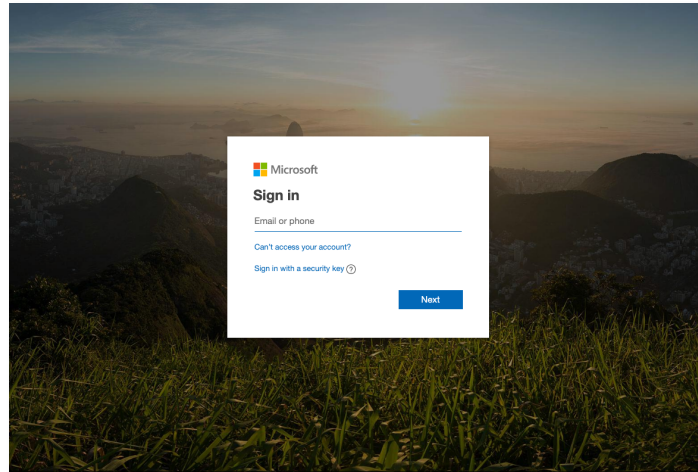 Microsoft
Sign in
Email or phone
Can't access your account?
Sign in with a security key ?
Next